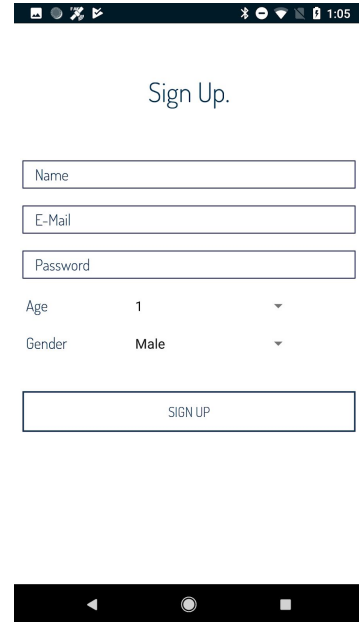 1:05
Sign Up.
Name
E-Mail
Password
Age 1
Gender Male
SIGN UP